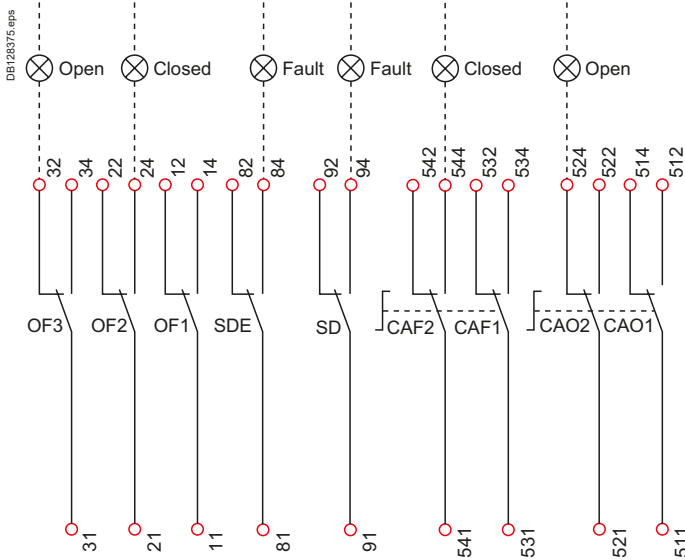 DB128375.eps
Open
Closed
Fault
Fault
Closed
Open
32
34
22
24
12
14
82
84
92
94
542
544
532
534
524
522
514
512
OF3
OF2
OF1
SDE
SD
CAF2
CAF1
CAO2
CAO1
31
21
11
81
91
541
531
521
511